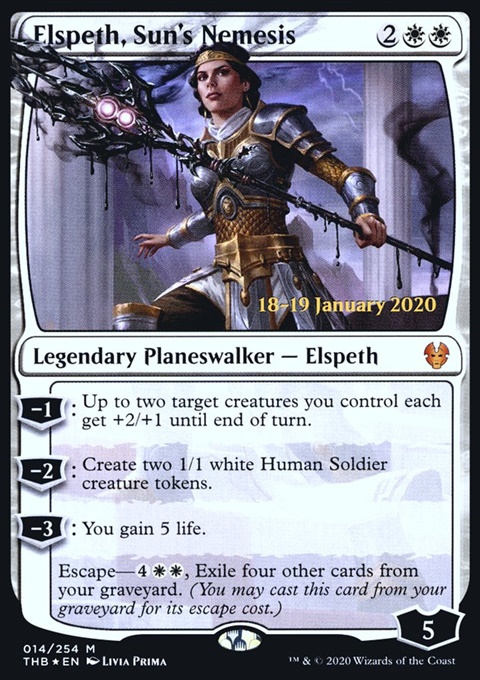 Elspeth, Sun's Nemesis 2
18-19 January 2020
Legendary Planeswalker — Elspeth
−1: Up to two target creatures you control each
get +2/+1 until end of turn.
−2: Create two 1/1 white Human Soldier
creature tokens.
−3: You gain 5 life.
Escape—4, Exile four other cards from
your graveyard. (You may cast this card from your
graveyard for its escape cost.)
5
014/254 M
THB★EN Livia Prima
™ & © 2020 Wizards of the Coast